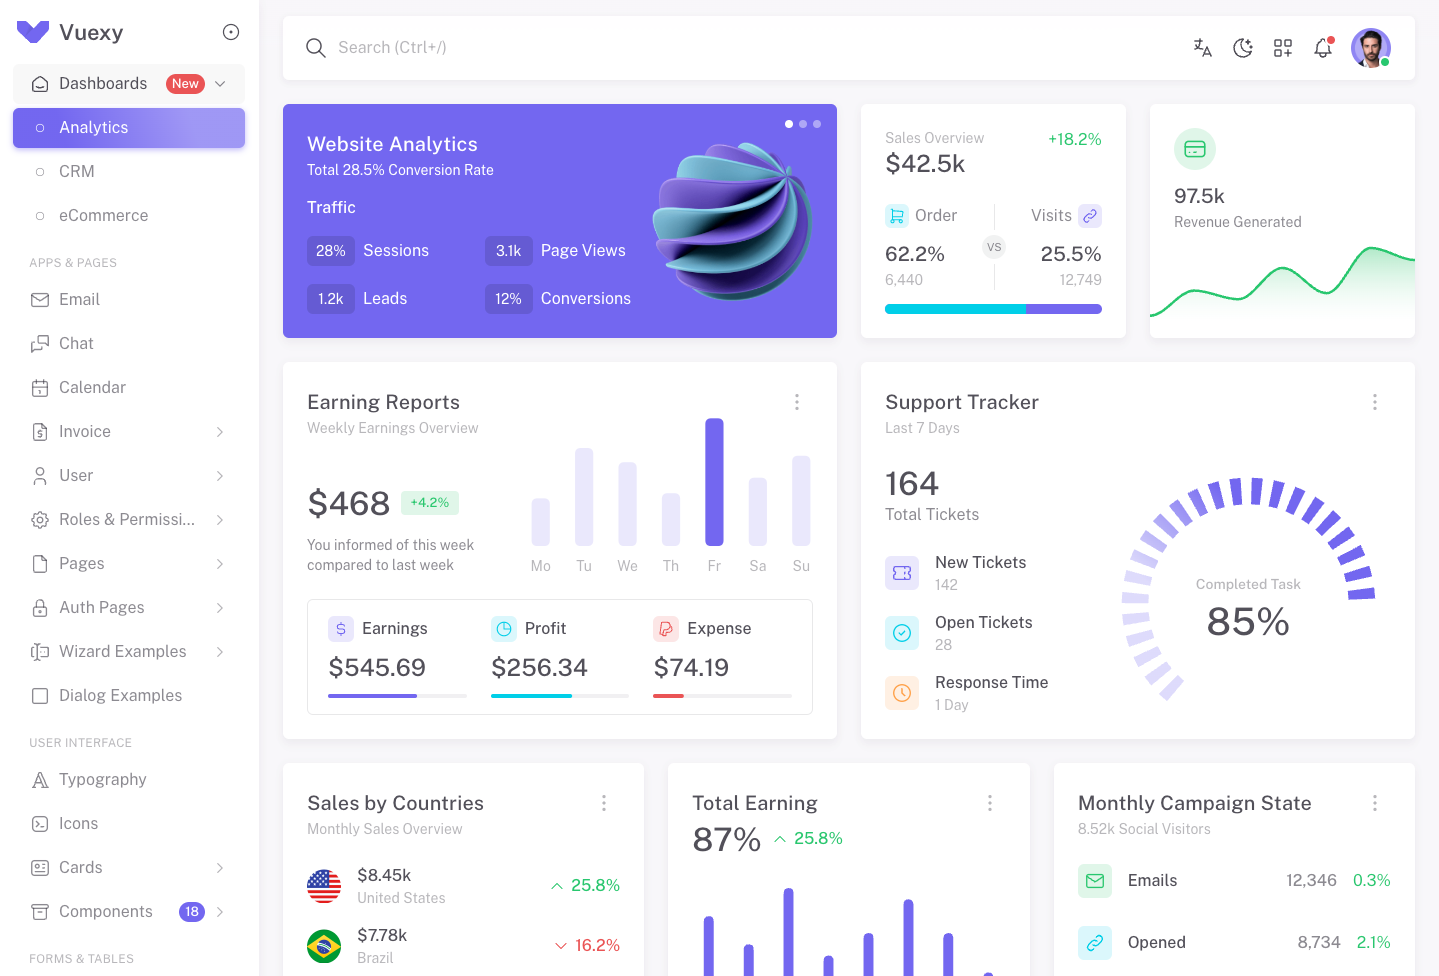 Vuexy
Dashboards New
Analytics
CRM
eCommerce
APPS & PAGES
Email
Chat
Calendar
Invoice
User
Roles & Permissi...
Pages
Auth Pages
Wizard Examples
Dialog Examples
USER INTERFACE
Typography
Icons
Cards
Components 18
FORMS & TABLES
Search (Ctrl+/)
Website Analytics
Total 28.5% Conversion Rate
Traffic
28% Sessions 3.1k Page Views
1.2k Leads 12% Conversions
Sales Overview +18.2%
$42.5k
Order Visits
VS
62.2% 25.5%
6,440 12,749
97.5k
Revenue Generated
Earning Reports
Weekly Earnings Overview
$468 +4.2%
You informed of this week
compared to last week
Mo Tu We Th Fr Sa Su
Earnings Profit Expense
$545.69 $256.34 $74.19
Support Tracker
Last 7 Days
164
Total Tickets
New Tickets
142
Open Tickets
28
Response Time
1 Day
Completed Task
85%
Sales by Countries
Monthly Sales Overview
$8.45k 25.8%
United States
$7.78k 16.2%
Brazil
Total Earning
87% 25.8%
Monthly Campaign State
8.52k Social Visitors
Emails 12,346 0.3%
Opened 8,734 2.1%